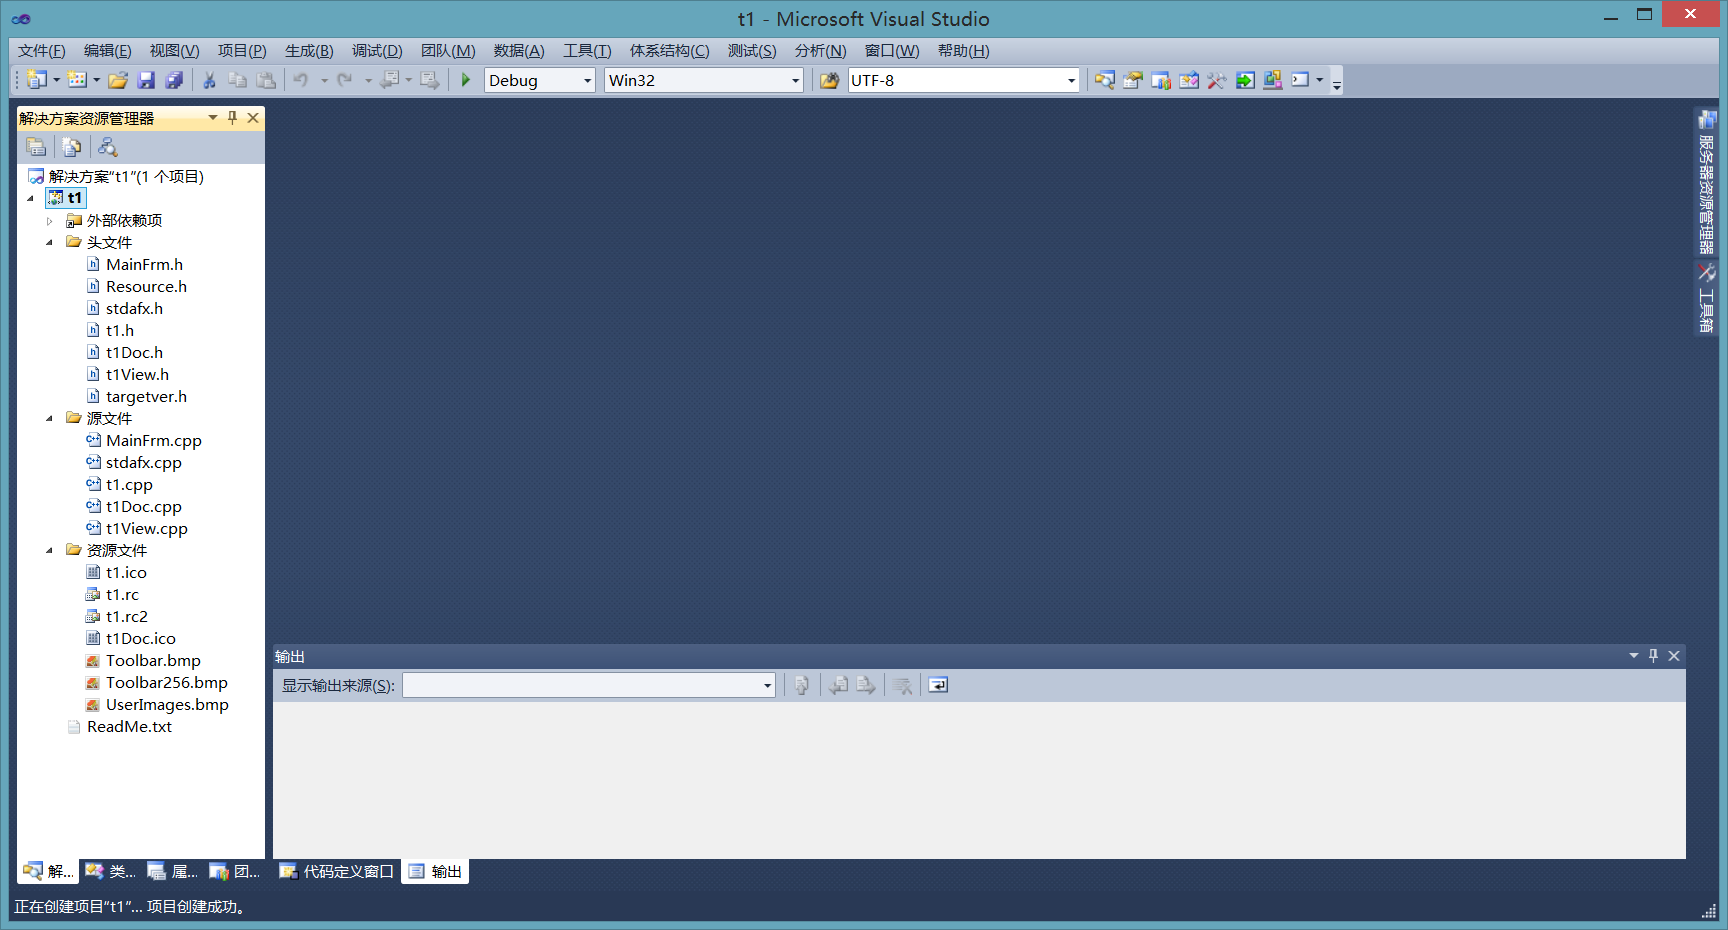 t1 - Microsoft Visual Studio
文件(F) 编辑(E) 视图(V) 项目(P) 生成(B) 调试(D) 团队(M) 数据(A) 工具(T) 体系结构(C) 测试(S) 分析(N) 窗口(W) 帮助(H)
Debug Win32 UTF-8
解决方案资源管理器
解决方案"t1"(1 个项目)
t1
外部依赖项
头文件
MainFrm.h
Resource.h
stdafx.h
t1.h
t1Doc.h
t1View.h
targetver.h
源文件
MainFrm.cpp
stdafx.cpp
t1.cpp
t1Doc.cpp
t1View.cpp
资源文件
t1.ico
t1.rc
t1.rc2
t1Doc.ico
Toolbar.bmp
Toolbar256.bmp
UserImages.bmp
ReadMe.txt
解... 类... 属... 团...
输出
显示输出来源(S):
代码定义窗口 输出
服务器资源管理器
工具箱
正在创建项目"t1"... 项目创建成功。